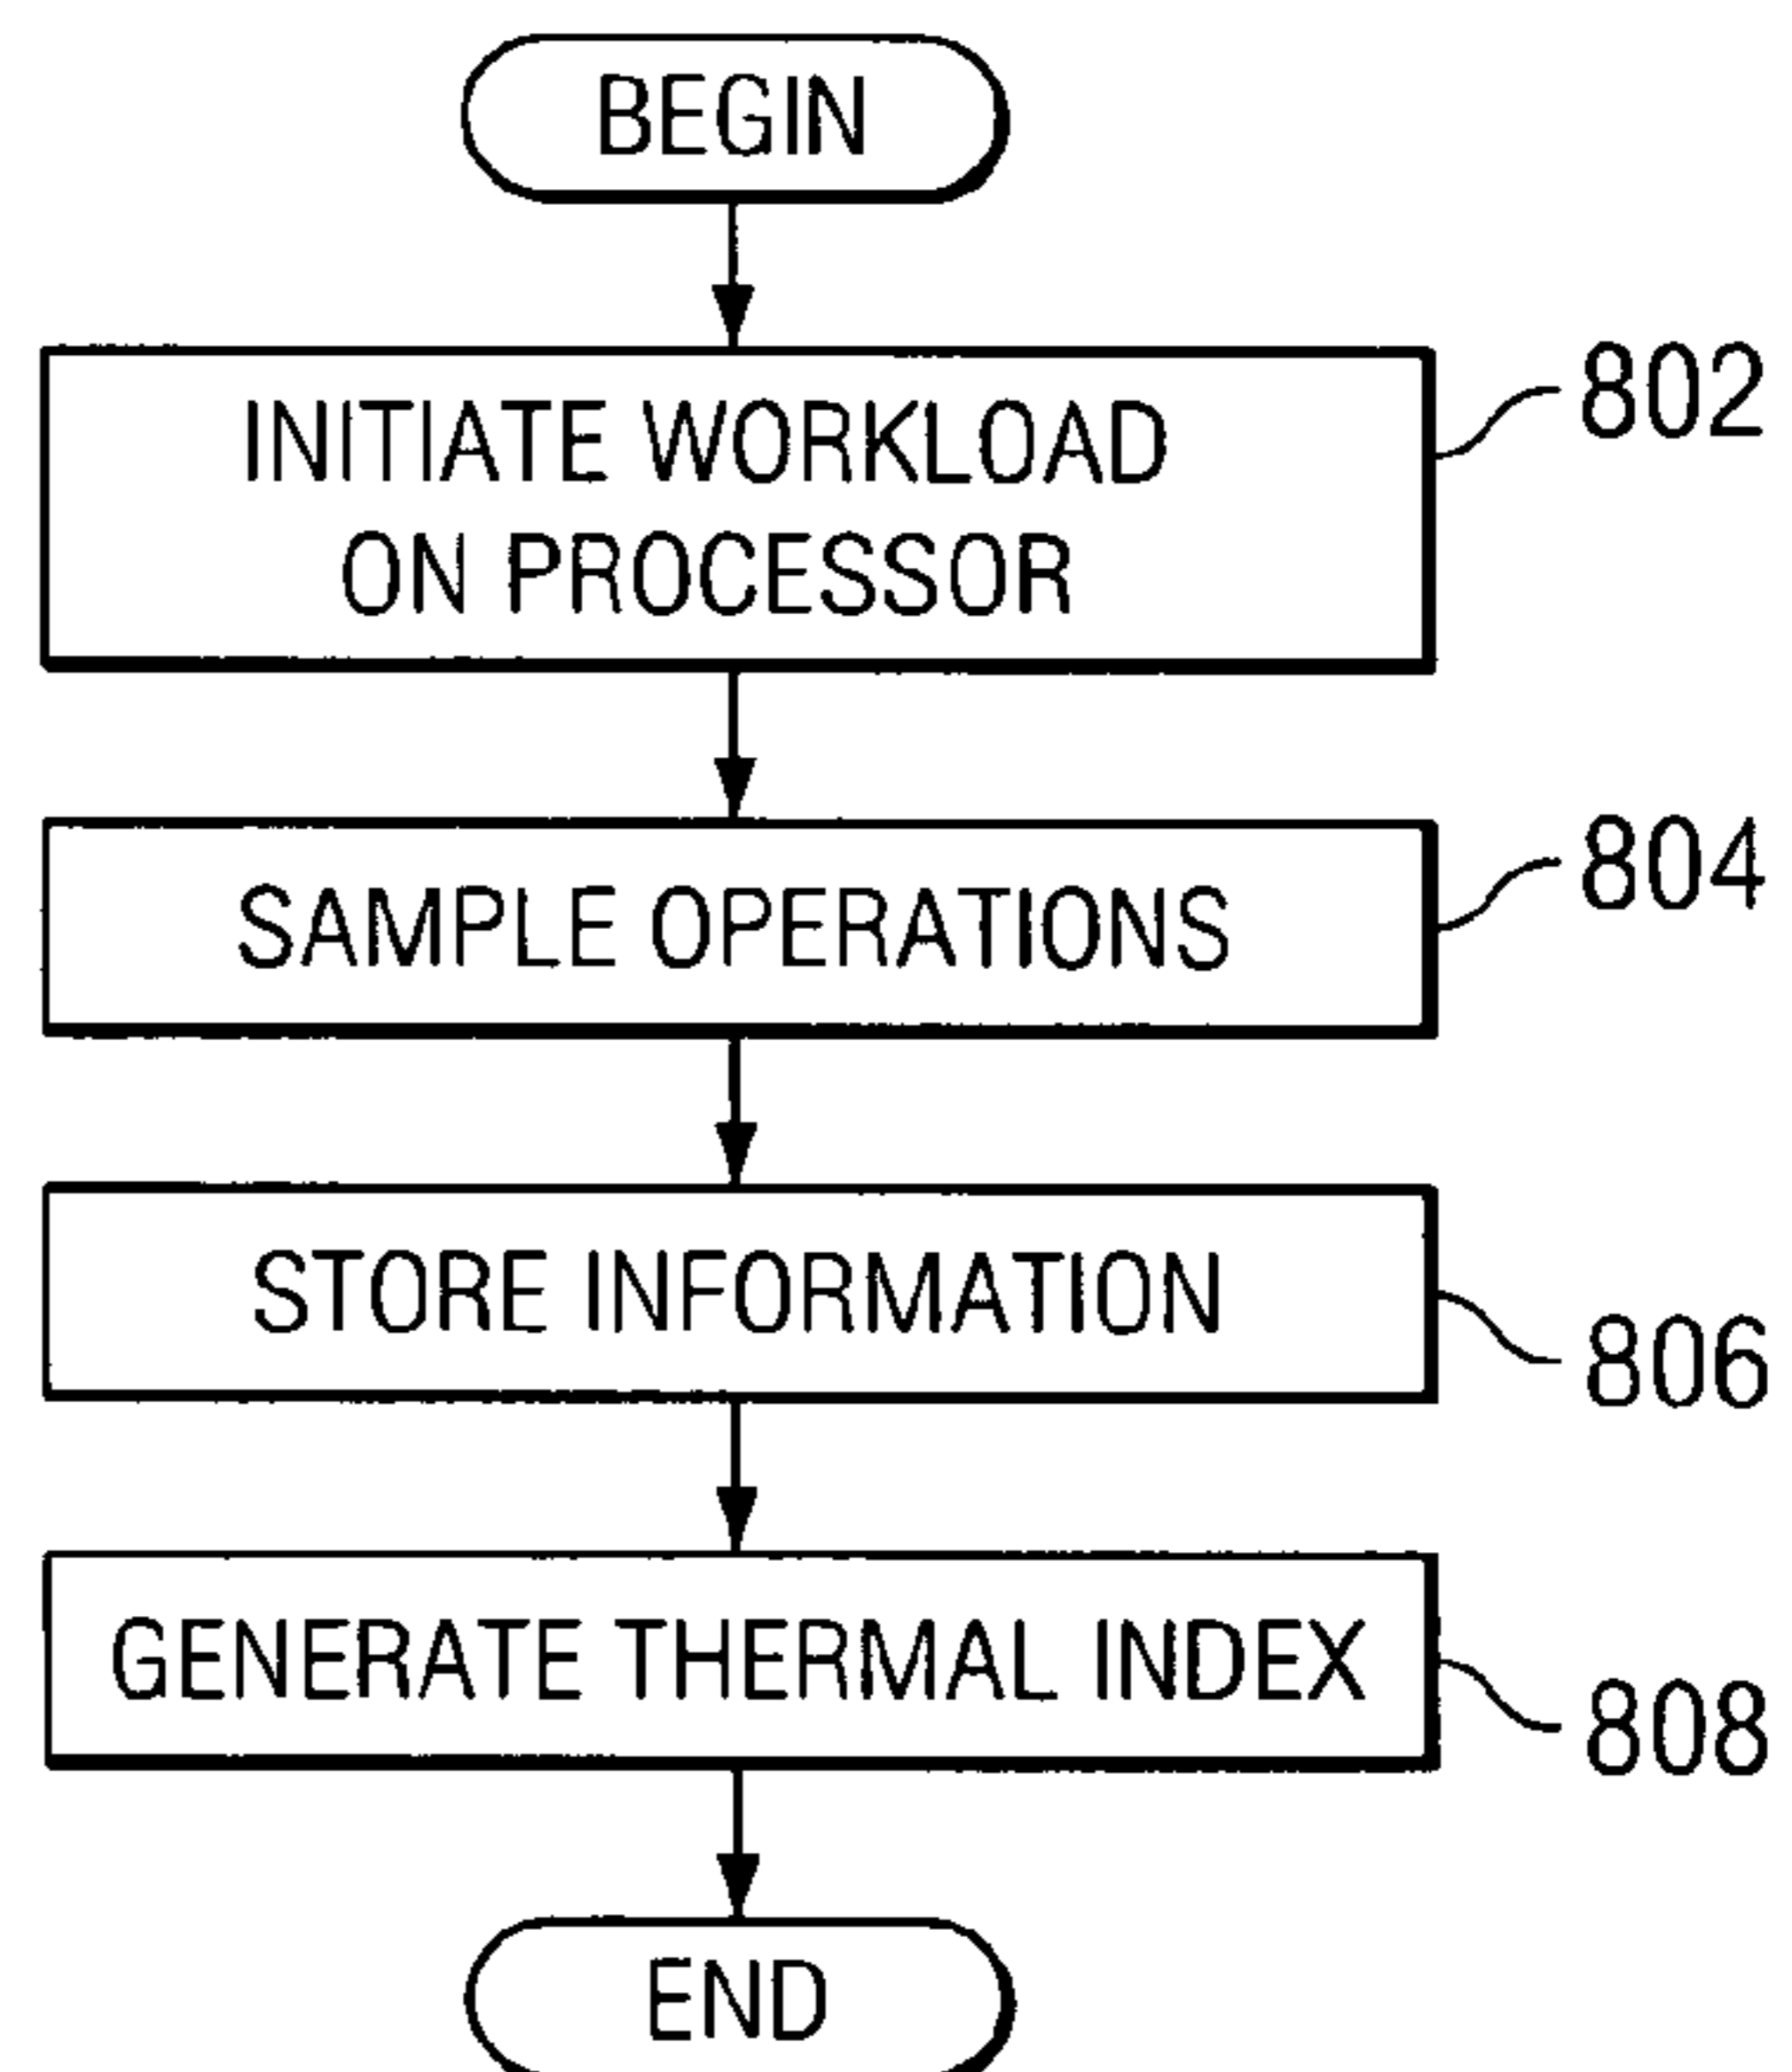 BEGIN
INITIATE WORKLOAD
ON PROCESSOR
802
SAMPLE OPERATIONS
804
STORE INFORMATION
806
GENERATE THERMAL INDEX
808
END